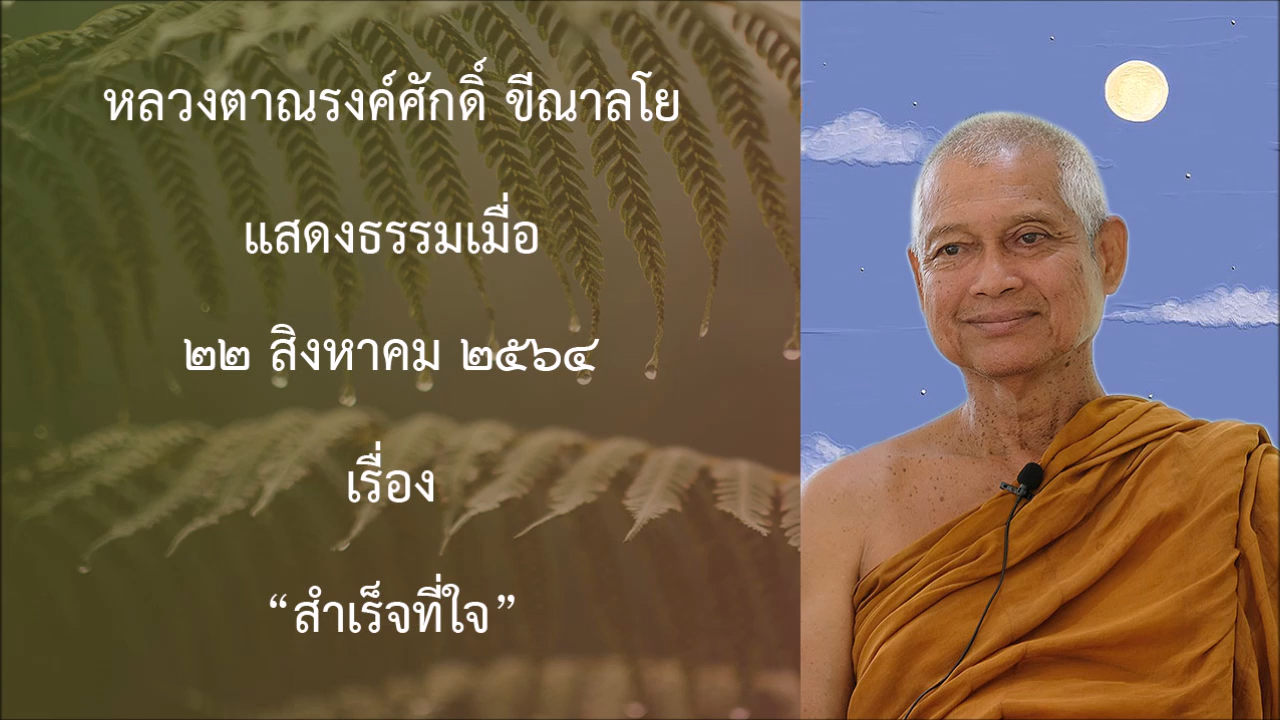 หลวงตาณรงค์ศักดิ์ ขีณาลโย
แสดงธรรมเมื่อ
๒๒ สิงหาคม ๒๕๖๔
เรื่อง
“สำเร็จที่ใจ”